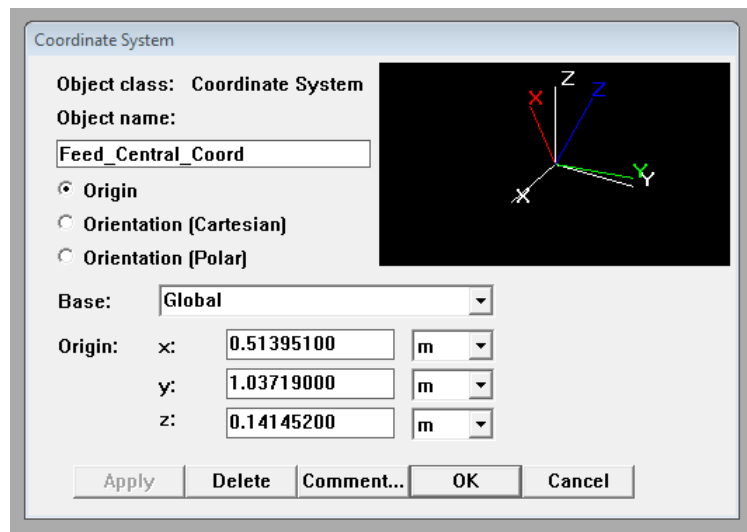 Coordinate System
Object class: Coordinate System
Object name:
Feed_Central_Coord
Origin
Orientation (Cartesian)
Orientation (Polar)
Z Z
X
Y
Y
X
Base: Global
Origin: x: 0.51395100 m
y: 1.03719000 m
z: 0.14145200 m
Apply Delete Comment... OK Cancel